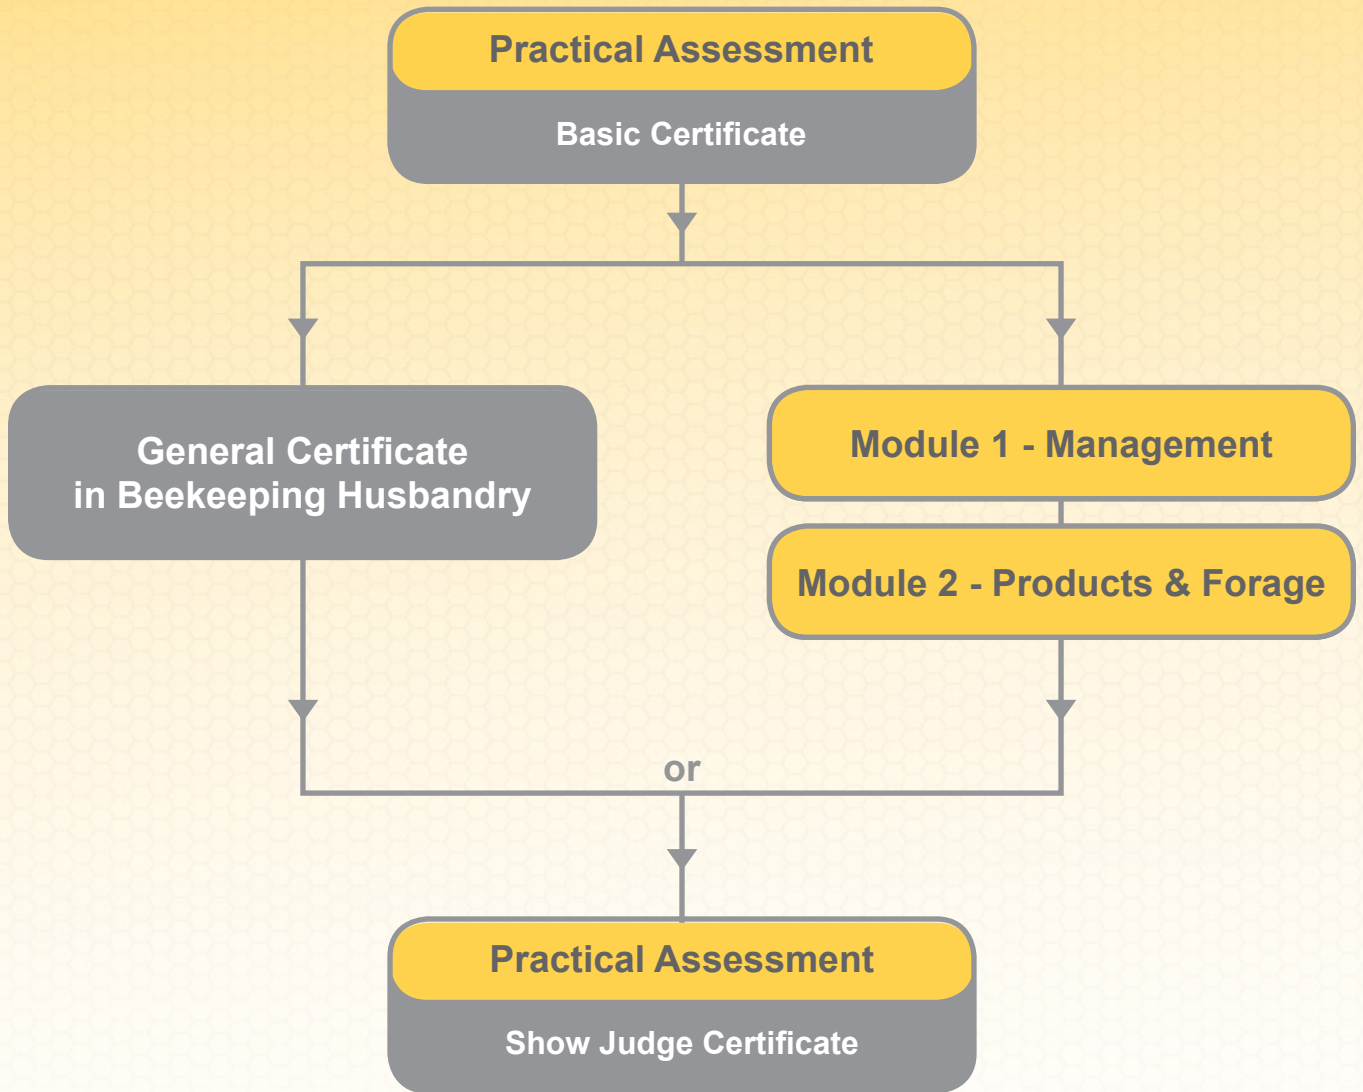 Practical Assessment
Basic Certificate
General Certificate
in Beekeeping Husbandry
Module 1 - Management
Module 2 - Products & Forage
or
Practical Assessment
Show Judge Certificate